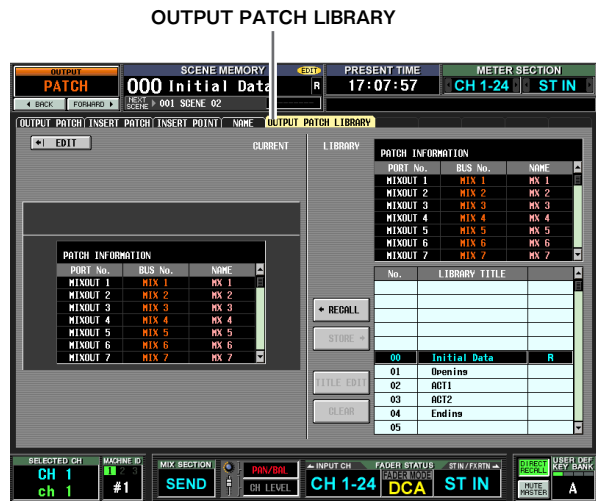 OUTPUT PATCH LIBRARY
OUTPUT SCENE MEMORY EDIT PRESENT TIME METER SECTION
PATCH 000 Initial Data R 17:07:57 CH 1-24 ST IN
BACK FORWARD NEXT SCENE 001 SCENE 02
OUTPUT PATCH INSERT PATCH INSERT POINT NAME OUTPUT PATCH LIBRARY
EDIT CURRENT LIBRARY
PATCH INFORMATION
PORT No. BUS No. NAME
MIXOUT 1 MIX 1 MX 1
MIXOUT 2 MIX 2 MX 2
MIXOUT 3 MIX 3 MX 3
MIXOUT 4 MIX 4 MX 4
MIXOUT 5 MIX 5 MX 5
MIXOUT 6 MIX 6 MX 6
MIXOUT 7 MIX 7 MX 7
PATCH INFORMATION
PORT No. BUS No. NAME
MIXOUT 1 MIX 1 MX 1
MIXOUT 2 MIX 2 MX 2
MIXOUT 3 MIX 3 MX 3
MIXOUT 4 MIX 4 MX 4
MIXOUT 5 MIX 5 MX 5
MIXOUT 6 MIX 6 MX 6
MIXOUT 7 MIX 7 MX 7
RECALL
STORE
TITLE EDIT
CLEAR
No. LIBRARY TITLE
00 Initial Data R
01 Opening
02 ACT1
03 ACT2
04 Ending
05
SELECTED CH MACHINE ID MIX SECTION PAN/BAL INPUT CH FADER STATUS ST IN/FXRTN DIRECT RECALL USER DEF KEY BANK
CH 1 1 2 3 SEND CH 1-24 FADER MODE ST IN
ch 1 #1 CH LEVEL DCA MUTE MASTER A